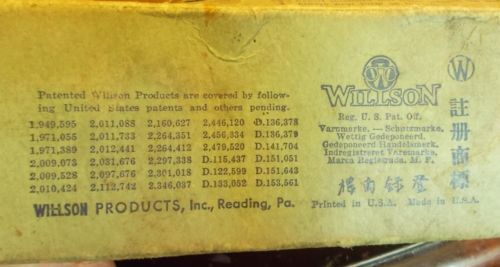 Patented Willson Products are covered by follow-
ing United States patents and others pending.
1,949,595 2,011,088 2,160,627 2,446,120 D.136,378
1,971,055 2,011,733 2,264,351 2,456,334 D.136,379
1,971,389 2,012,441 2,264,412 2,479,520 D.141,704
2,009,073 2,031,676 2,297,338 D.115,437 D.151,051
2,009,528 2,097,676 2,301,018 D.122,599 D.151,643
2,010,424 2,112,742 2,346,037 D.133,052 D.153,561
WILLSON PRODUCTS, Inc., Reading, Pa.
W
WILLSON
Reg. U. S. Pat. Off.
Varumärke. — Schutzmarke.
Wettig Gedeponeerd.
Gedeponeerd Handelsmerk.
Indregistreret Varemaerke.
Marca Registrada. M. F.
標商録登
Printed in U.S.A. Made in U.S.A.
W
註册商標